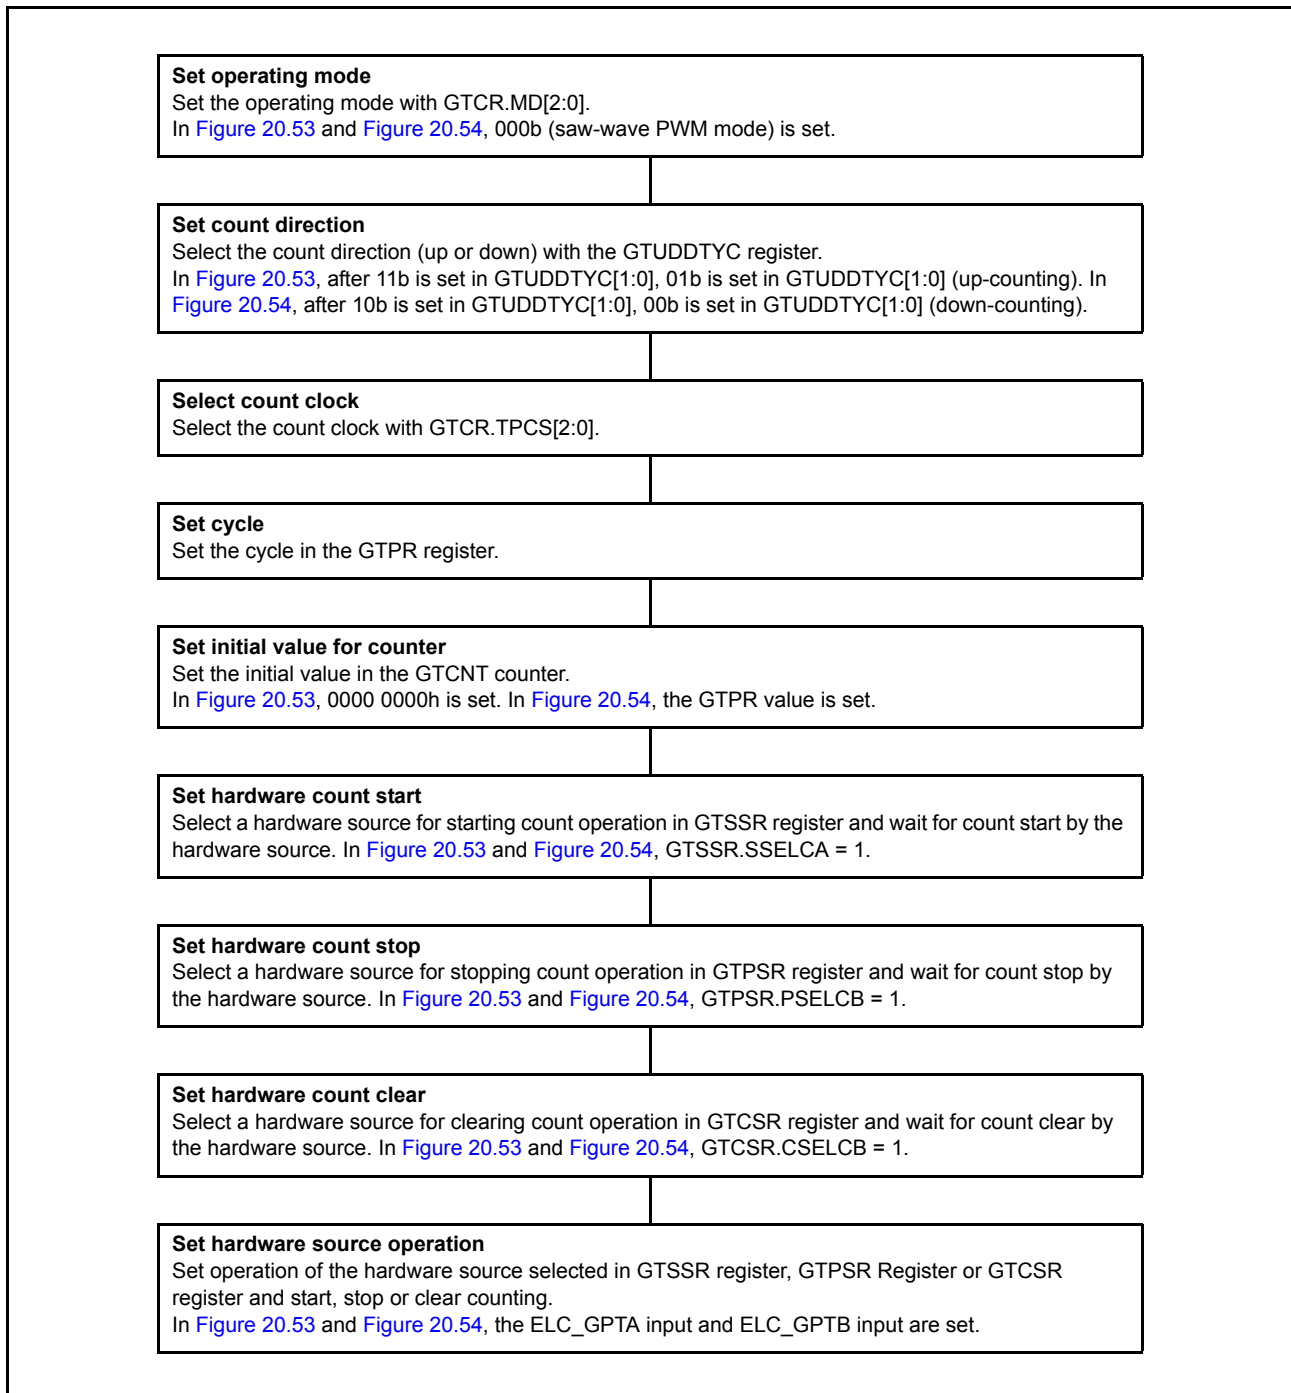 Set operating mode
Set the operating mode with GTCR.MD[2:0].
In Figure 20.53 and Figure 20.54, 000b (saw-wave PWM mode) is set.
Set count direction
Select the count direction (up or down) with the GTUDDTYC register.
In Figure 20.53, after 11b is set in GTUDDTYC[1:0], 01b is set in GTUDDTYC[1:0] (up-counting). In
Figure 20.54, after 10b is set in GTUDDTYC[1:0], 00b is set in GTUDDTYC[1:0] (down-counting).
Select count clock
Select the count clock with GTCR.TPCS[2:0].
Set cycle
Set the cycle in the GTPR register.
Set initial value for counter
Set the initial value in the GTCNT counter.
In Figure 20.53, 0000 0000h is set. In Figure 20.54, the GTPR value is set.
Set hardware count start
Select a hardware source for starting count operation in GTSSR register and wait for count start by the
hardware source. In Figure 20.53 and Figure 20.54, GTSSR.SSELCA = 1.
Set hardware count stop
Select a hardware source for stopping count operation in GTPSR register and wait for count stop by
the hardware source. In Figure 20.53 and Figure 20.54, GTPSR.PSELCB = 1.
Set hardware count clear
Select a hardware source for clearing count operation in GTCSR register and wait for count clear by
the hardware source. In Figure 20.53 and Figure 20.54, GTCSR.CSELCB = 1.
Set hardware source operation
Set operation of the hardware source selected in GTSSR register, GTPSR Register or GTCSR
register and start, stop or clear counting.
In Figure 20.53 and Figure 20.54, the ELC_GPTA input and ELC_GPTB input are set.